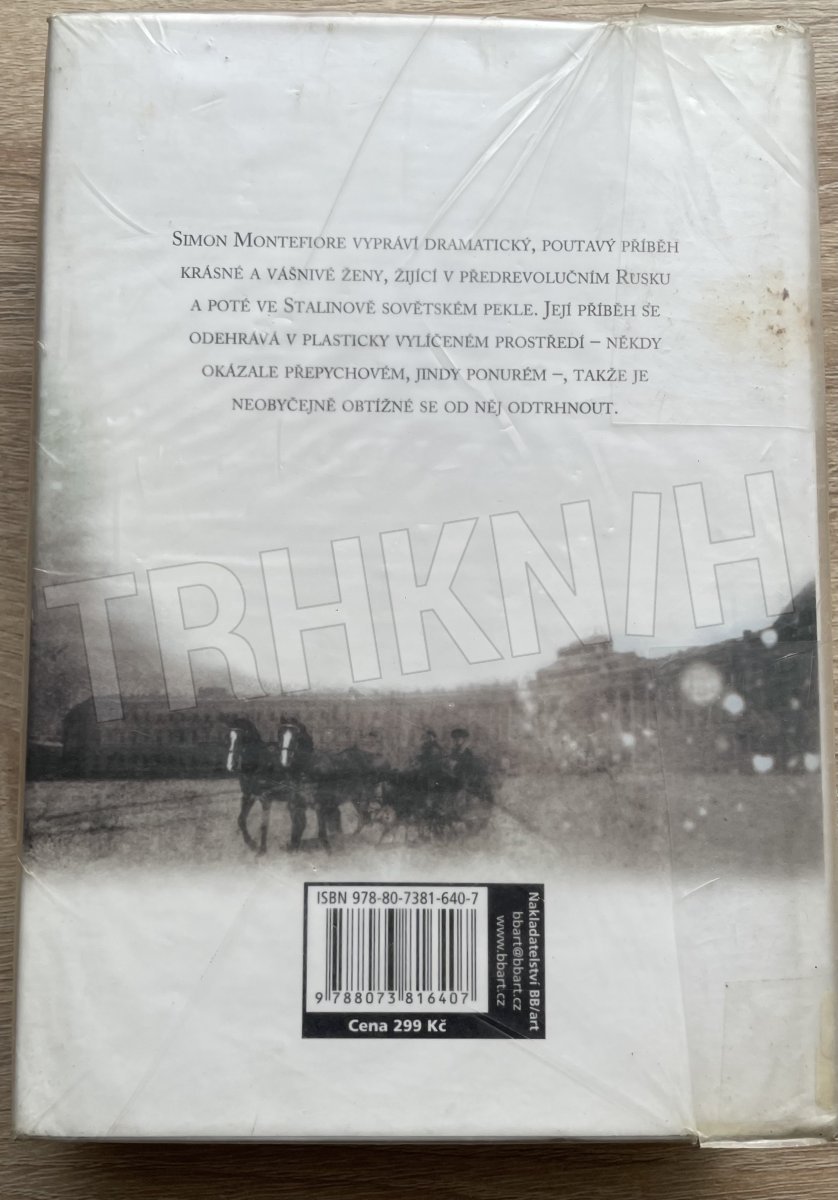 Simon Montefiore vypráví dramatický, poutavý příběh
krásné a vášnivé ženy, žijící v předrevolučním Rusku
a poté ve Stalinově sovětském pekle. Její příběh se
odehrává v plasticky vylíčeném prostředí – někdy
okázale přepychovém, jindy ponurém –, takže je
neobyčejně obtížné se od něj odtrhnout.
TRHKNIH
ISBN 978-80-7381-640-7
9 788073 816407
Cena 299 Kč
Nakladatelství BB/art
bbart@bbart.cz
www.bbart.cz